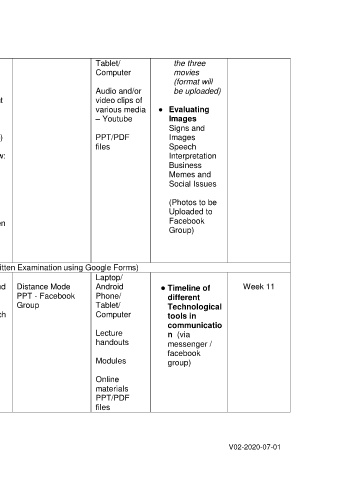 Tablet/
Computer
Audio and/or
video clips of
various media
– Youtube
PPT/PDF
files
the three
movies
(format will
be uploaded)
● Evaluating
Images
Signs and
Images
Speech
Interpretation
Business
Memes and
Social Issues
(Photos to be
Uploaded to
Facebook
Group)
itten Examination using Google Forms)
Distance Mode
PPT - Facebook
Group
Laptop/
Android
Phone/
Tablet/
Computer
Lecture
handouts
Modules
Online
materials
PPT/PDF
files
● Timeline of
different
Technological
tools in
communicatio
n (via
messenger /
facebook
group)
Week 11
V02-2020-07-01